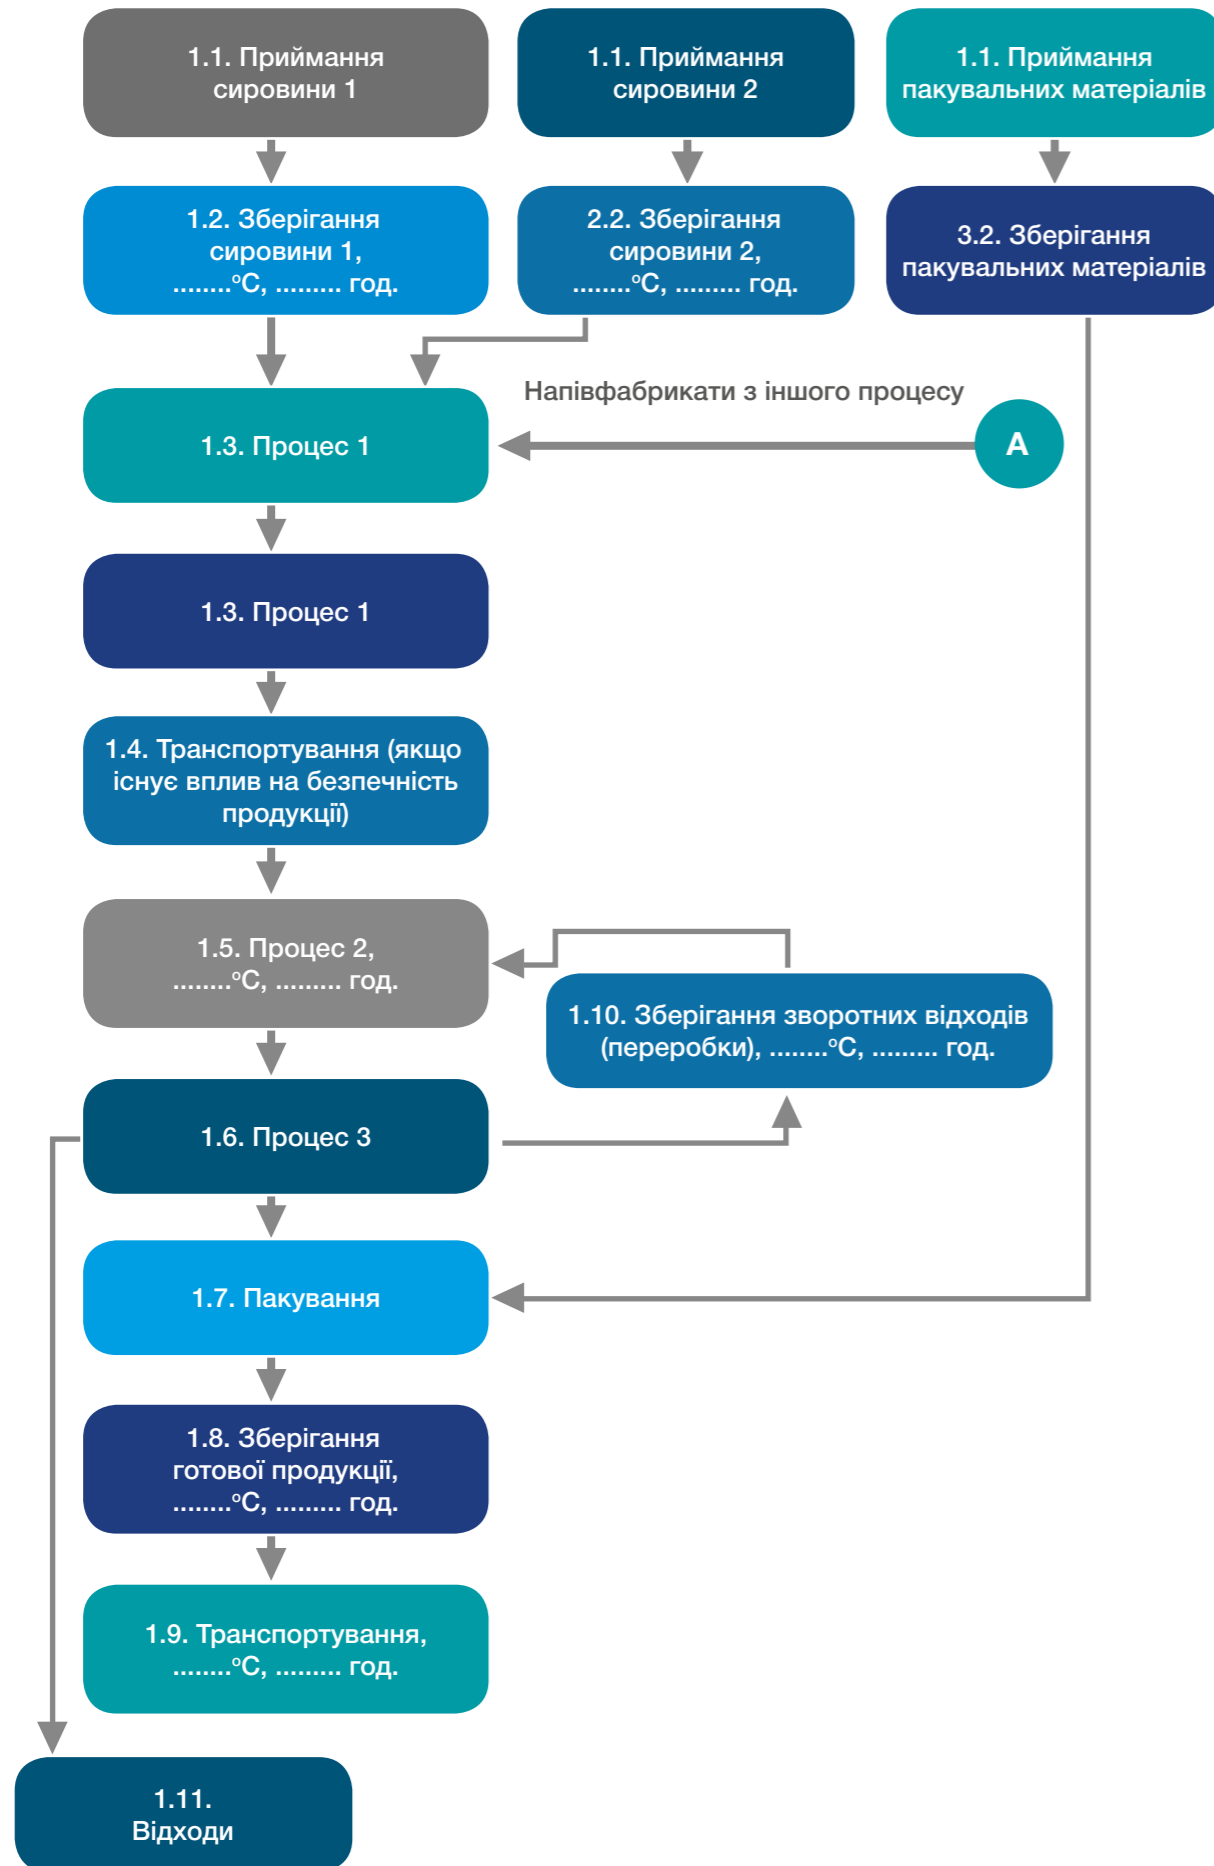 1.1. Приймання
сировини 1
1.1. Приймання
сировини 2
1.1. Приймання
пакувальних матеріалів
1.2. Зберігання
сировини 1,
........°С, ......... год.
2.2. Зберігання
сировини 2,
........°С, ......... год.
3.2. Зберігання
пакувальних матеріалів
Напівфабрикати з іншого процесу
1.3. Процес 1
А
1.3. Процес 1
1.4. Транспортування (якщо
існує вплив на безпечність
продукції)
1.5. Процес 2,
........°С, ......... год.
1.10. Зберігання зворотних відходів
(переробки), ........°С, ......... год.
1.6. Процес 3
1.7. Пакування
1.8. Зберігання
готової продукції,
........°С, ......... год.
1.9. Транспортування,
........°С, ......... год.
1.11.
Відходи